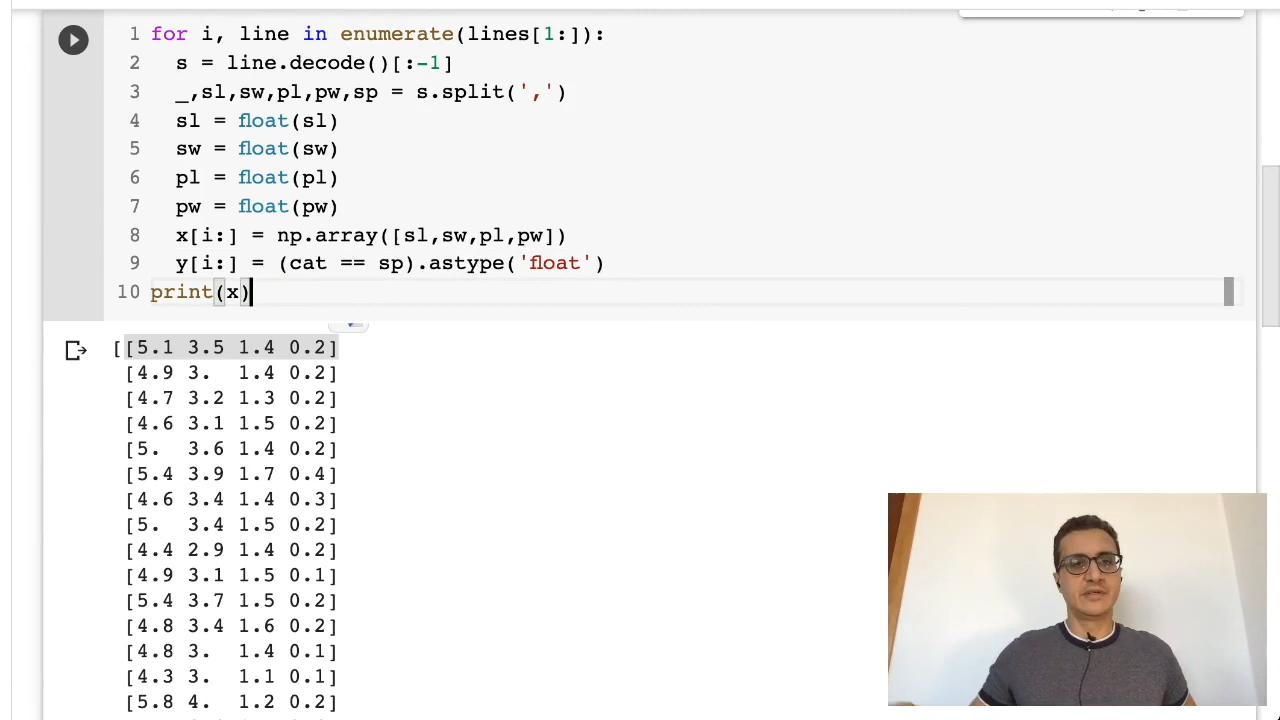 1 for i, line in enumerate(lines[1:]):
2 s = line.decode()[:-1]
3 _,sl,sw,pl,pw,sp = s.split(',')
4 sl = float(sl)
5 sw = float(sw)
6 pl = float(pl)
7 pw = float(pw)
8 x[i:] = np.array([sl,sw,pl,pw])
9 y[i:] = (cat == sp).astype('float')
10 print(x)
[[5.1 3.5 1.4 0.2]
[4.9 3. 1.4 0.2]
[4.7 3.2 1.3 0.2]
[4.6 3.1 1.5 0.2]
[5. 3.6 1.4 0.2]
[5.4 3.9 1.7 0.4]
[4.6 3.4 1.4 0.3]
[5. 3.4 1.5 0.2]
[4.4 2.9 1.4 0.2]
[4.9 3.1 1.5 0.1]
[5.4 3.7 1.5 0.2]
[4.8 3.4 1.6 0.2]
[4.8 3. 1.4 0.1]
[4.3 3. 1.1 0.1]
[5.8 4. 1.2 0.2]